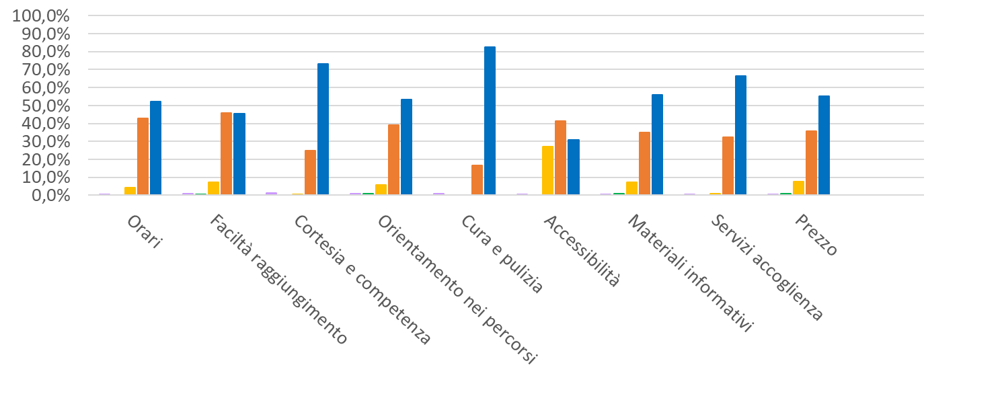 100,0%
90,0%
80,0%
70,0%
60,0%
50,0%
40,0%
30,0%
20,0%
10,0%
0,0%
Orari
Faciltà raggiungimento
Cortesia e competenza
Orientamento nei percorsi
Cura e pulizia
Accessibilità
Materiali informativi
Servizi accoglienza
Prezzo